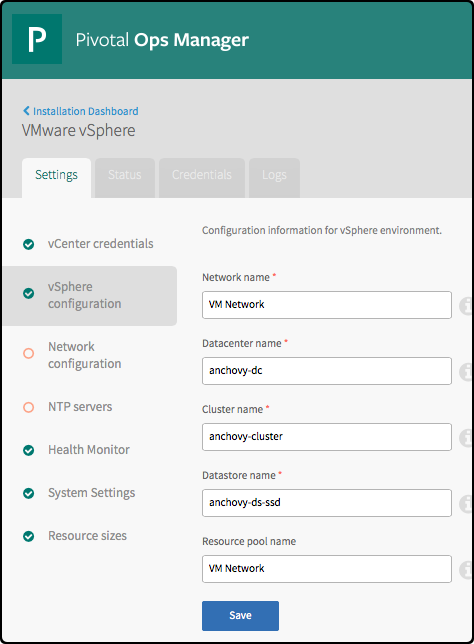 P Pivotal Ops Manager
Installation Dashboard
VMware vSphere
Settings Status Credentials Logs
vCenter credentials
vSphere
configuration
Network
configuration
NTP servers
Health Monitor
System Settings
Resource sizes
Configuration information for vSphere environment.
Network name *
VM Network
Datacenter name *
anchovy-dc
Cluster name *
anchovy-cluster
Datastore name *
anchovy-ds-ssd
Resource pool name
VM Network
Save